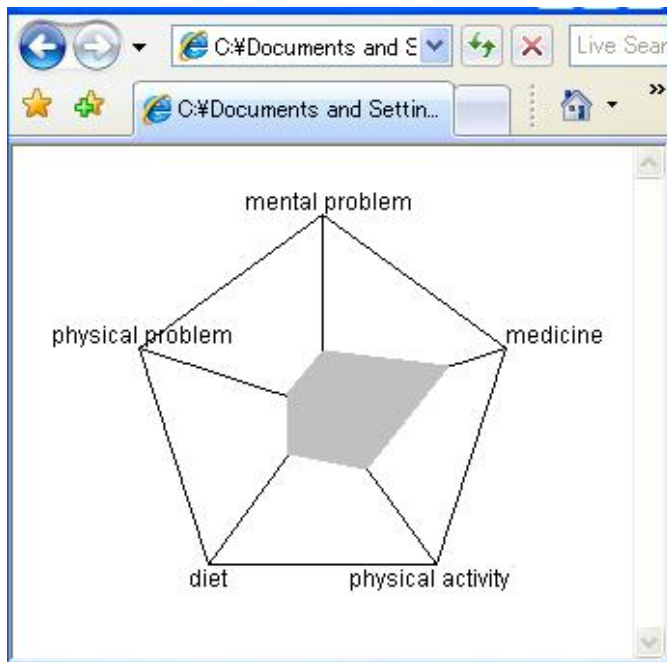 C:¥Documents and S
Live Sear
C:¥Documents and Settin...
»
mental problem
physical problem
medicine
diet
physical activity